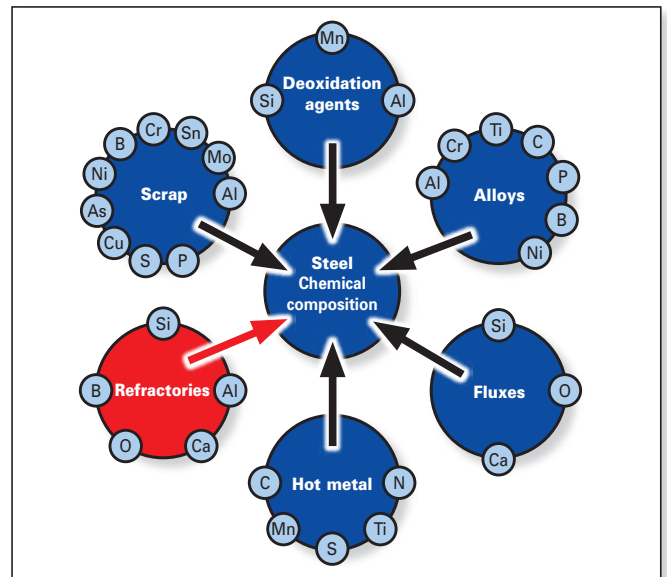 Mn
Deoxidation
agents
Si
Al
Cr
Sn
B
Mo
Ni
Al
As
Cu
S
P
Scrap
Ti
Cr
C
Al
P
B
Ni
Alloys
Steel
Chemical
composition
Si
B
Refractories
Al
O
Ca
Si
Fluxes
O
Ca
Hot metal
C
N
Mn
Ti
S